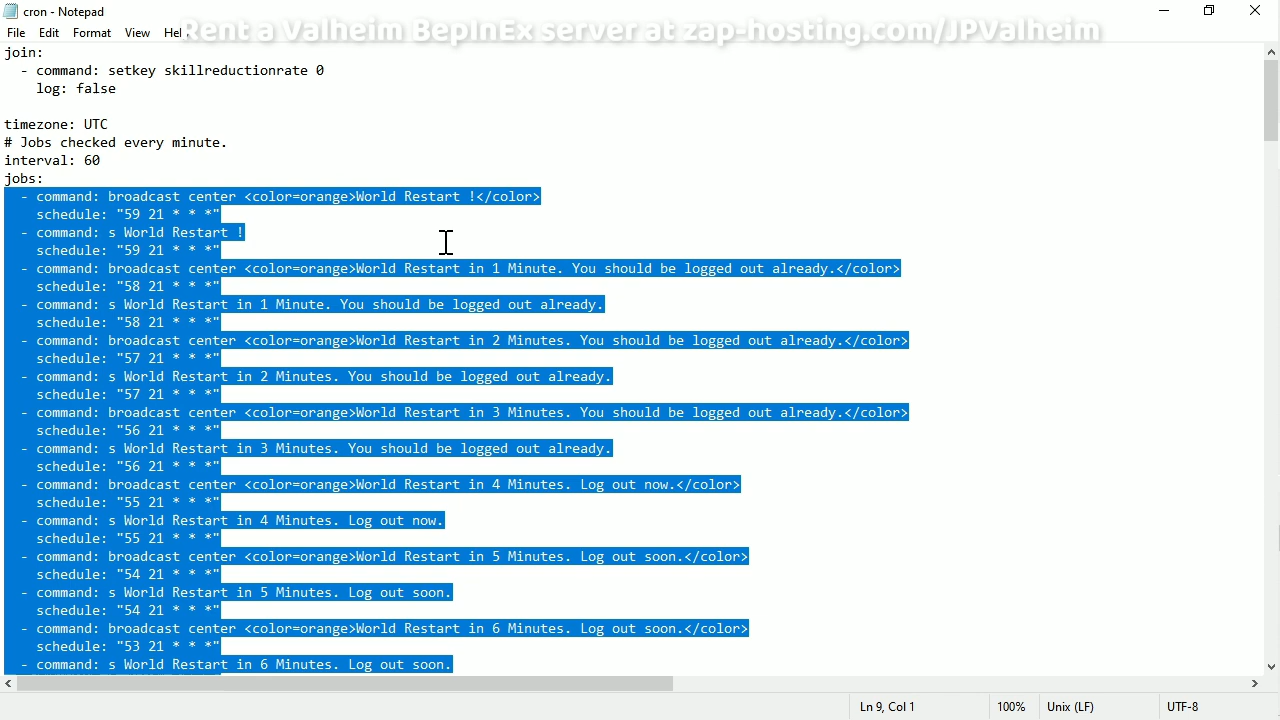 cron - Notepad
Rent a Valheim BepInEx server at zap-hosting.com/JPValheim
File Edit Format View Help
join:
  - command: setkey skillreductionrate 0
    log: false
timezone: UTC
# Jobs checked every minute.
interval: 60
jobs:
  - command: broadcast center <color=orange>World Restart !</color>
    schedule: "59 21 * * *"
  - command: s World Restart !
    schedule: "59 21 * * *"
  - command: broadcast center <color=orange>World Restart in 1 Minute. You should be logged out already.</color>
    schedule: "58 21 * * *"
  - command: s World Restart in 1 Minute. You should be logged out already.
    schedule: "58 21 * * *"
  - command: broadcast center <color=orange>World Restart in 2 Minutes. You should be logged out already.</color>
    schedule: "57 21 * * *"
  - command: s World Restart in 2 Minutes. You should be logged out already.
    schedule: "57 21 * * *"
  - command: broadcast center <color=orange>World Restart in 3 Minutes. You should be logged out already.</color>
    schedule: "56 21 * * *"
  - command: s World Restart in 3 Minutes. You should be logged out already.
    schedule: "56 21 * * *"
  - command: broadcast center <color=orange>World Restart in 4 Minutes. Log out now.</color>
    schedule: "55 21 * * *"
  - command: s World Restart in 4 Minutes. Log out now.
    schedule: "55 21 * * *"
  - command: broadcast center <color=orange>World Restart in 5 Minutes. Log out soon.</color>
    schedule: "54 21 * * *"
  - command: s World Restart in 5 Minutes. Log out soon.
    schedule: "54 21 * * *"
  - command: broadcast center <color=orange>World Restart in 6 Minutes. Log out soon.</color>
    schedule: "53 21 * * *"
  - command: s World Restart in 6 Minutes. Log out soon.
Ln 9, Col 1 100% Unix (LF) UTF-8